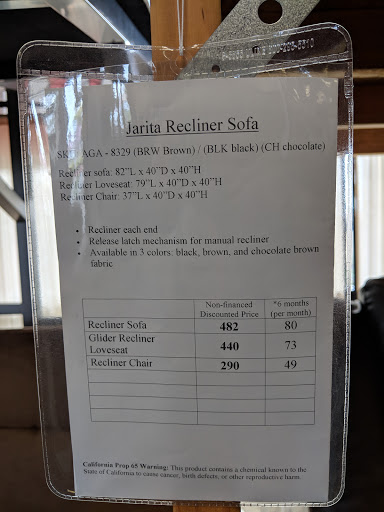 Jarita Recliner Sofa
AGA - 8329 (BRW Brown) / (BLK black) (CH chocolate)
Recliner sofa: 82"L x 40"D x 40"H
Recliner Loveseat: 79"L x 40"D x 40"H
Recliner Chair: 37"L x 40"D x 40"H
• Recliner each end
• Release latch mechanism for manual recliner
• Available in 3 colors: black, brown, and chocolate brown
fabric
Non-financed
Discounted Price
*6 months
(per month)
Recliner Sofa 482 80
Glider Recliner
Loveseat 440 73
Recliner Chair 290 49
California Prop 65 Warning: This product contains a chemical known to the
State of California to cause cancer, birth defects, or other reproductive harm.